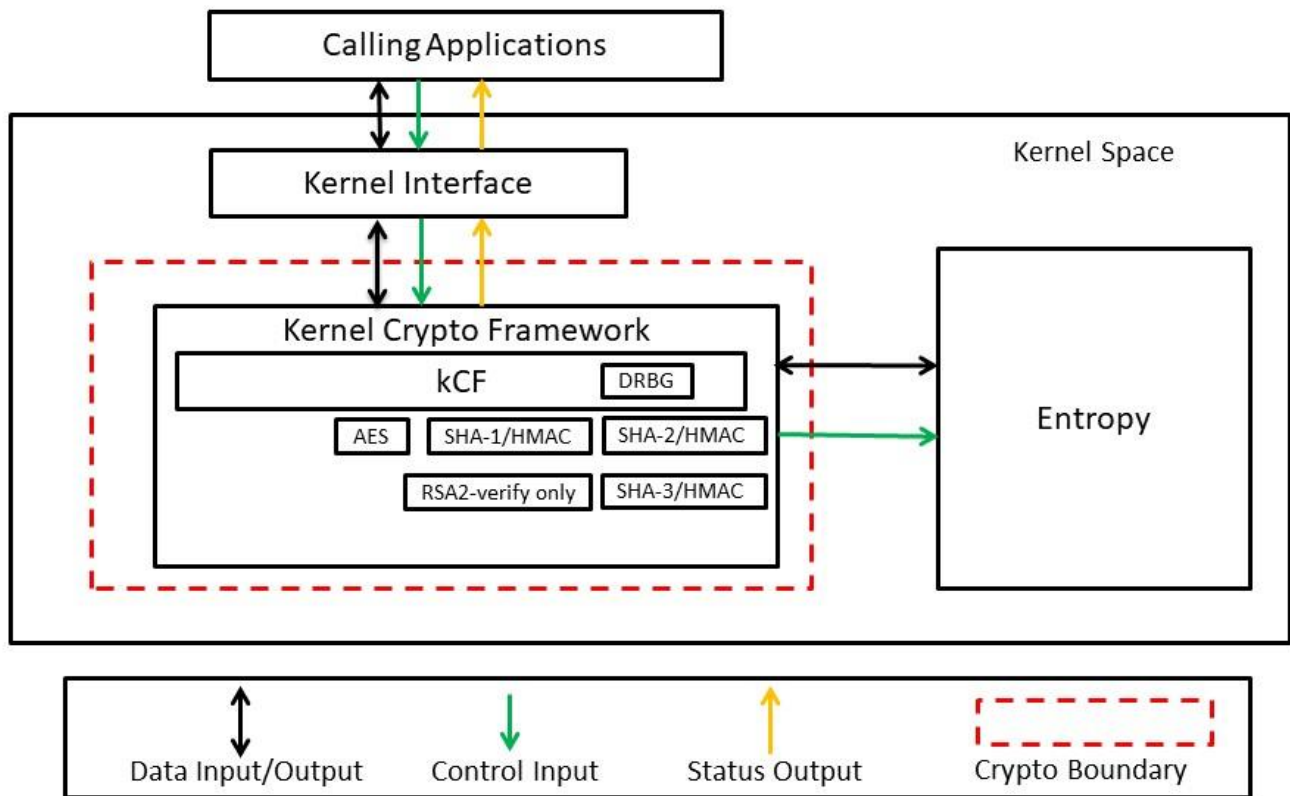 Calling Applications
Kernel Space
Kernel Interface
Kernel Crypto Framework
kCF
DRBG
AES
SHA-1/HMAC
SHA-2/HMAC
RSA2-verify only
SHA-3/HMAC
Entropy
Data Input/Output
Control Input
Status Output
Crypto Boundary